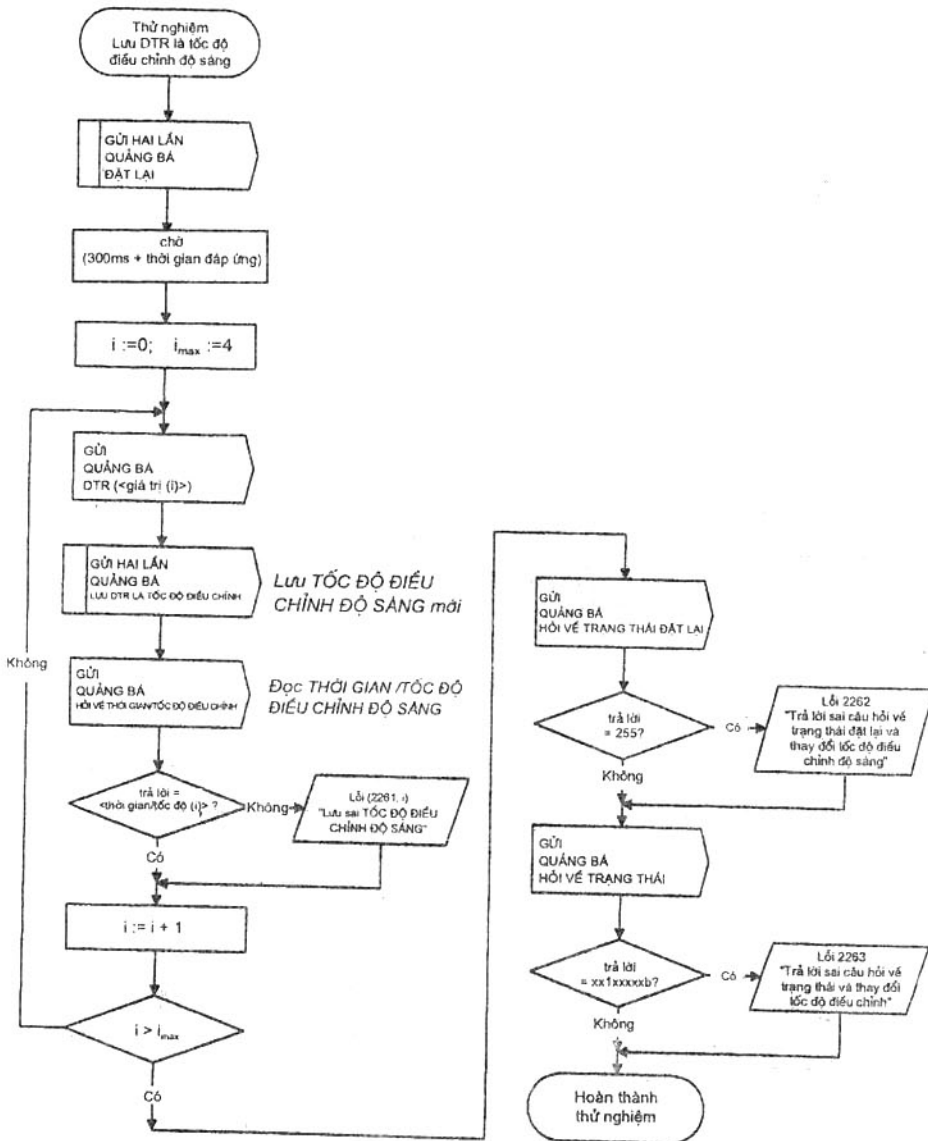 Thử nghiệm
Lưu DTR là tốc độ
điều chỉnh độ sáng
GỬI HAI LẦN
QUẢNG BÁ
ĐẶT LẠI
chờ
(300ms + thời gian đáp ứng)
i :=0; imax :=4
GỬI
QUẢNG BÁ
DTR (<giá trị (i)>)
GỬI HAI LẦN
QUẢNG BÁ
LƯU DTR LÀ TỐC ĐỘ ĐIỀU CHỈNH
Lưu TỐC ĐỘ ĐIỀU
CHỈNH ĐỘ SÁNG mới
Không
GỬI
QUẢNG BÁ
HỎI VỀ THỜI GIAN/TỐC ĐỘ ĐIỀU CHỈNH
Đọc THỜI GIAN /TỐC ĐỘ
ĐIỀU CHỈNH ĐỘ SÁNG
trả lời =
<thời gian/tốc độ (i)> ?
Không
Lỗi (2261, i)
"Lưu sai TỐC ĐỘ ĐIỀU
CHỈNH ĐỘ SÁNG"
Có
i := i + 1
i > imax
Có
GỬI
QUẢNG BÁ
HỎI VỀ TRẠNG THÁI ĐẶT LẠI
trả lời
= 255?
Có
Lỗi 2262
"Trả lời sai câu hỏi về
trạng thái đặt lại và
thay đổi tốc độ điều
chỉnh độ sáng"
Không
GỬI
QUẢNG BÁ
HỎI VỀ TRẠNG THÁI
trả lời
= xx1xxxxxb?
Có
Lỗi 2263
"Trả lời sai câu hỏi về
trạng thái và thay đổi
tốc độ điều chỉnh"
Không
Hoàn thành
thử nghiệm